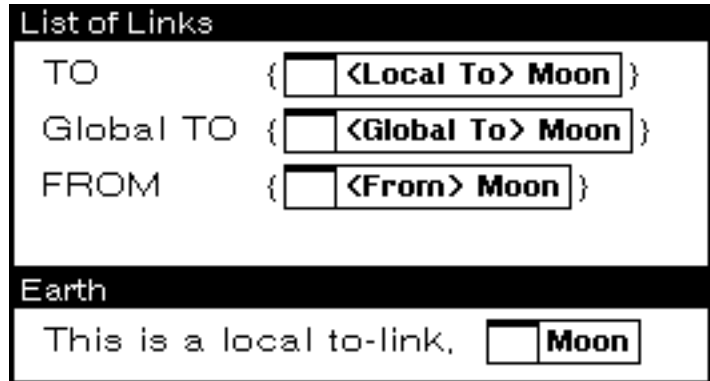 List of Links
TO { <Local To> Moon }
Global TO { <Global To> Moon }
FROM { <From> Moon }
Earth
This is a local to-link, Moon